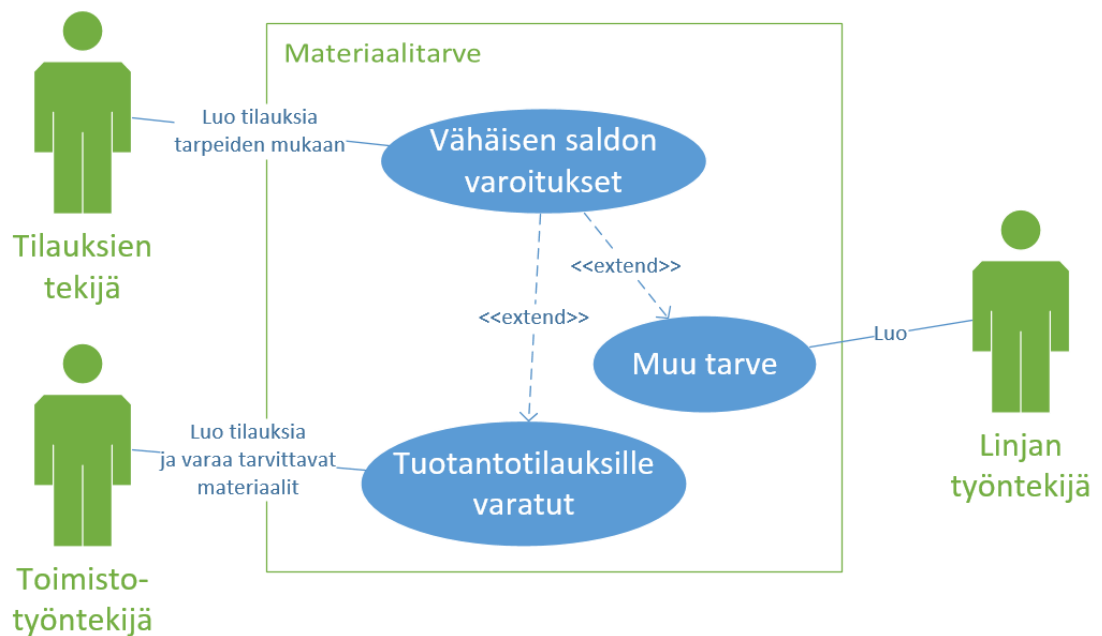 Materiaalitarve
Luo tilauksia
tarpeiden mukaan
Vähäisen saldon
varoitukset
Tilauksien
tekijä
<<extend>>
<<extend>>
Muu tarve
Luo
Linjan
työntekijä
Luo tilauksia
ja varaa tarvittavat
materiaalit
Tuotantotilauksille
varatut
Toimisto-
työntekijä